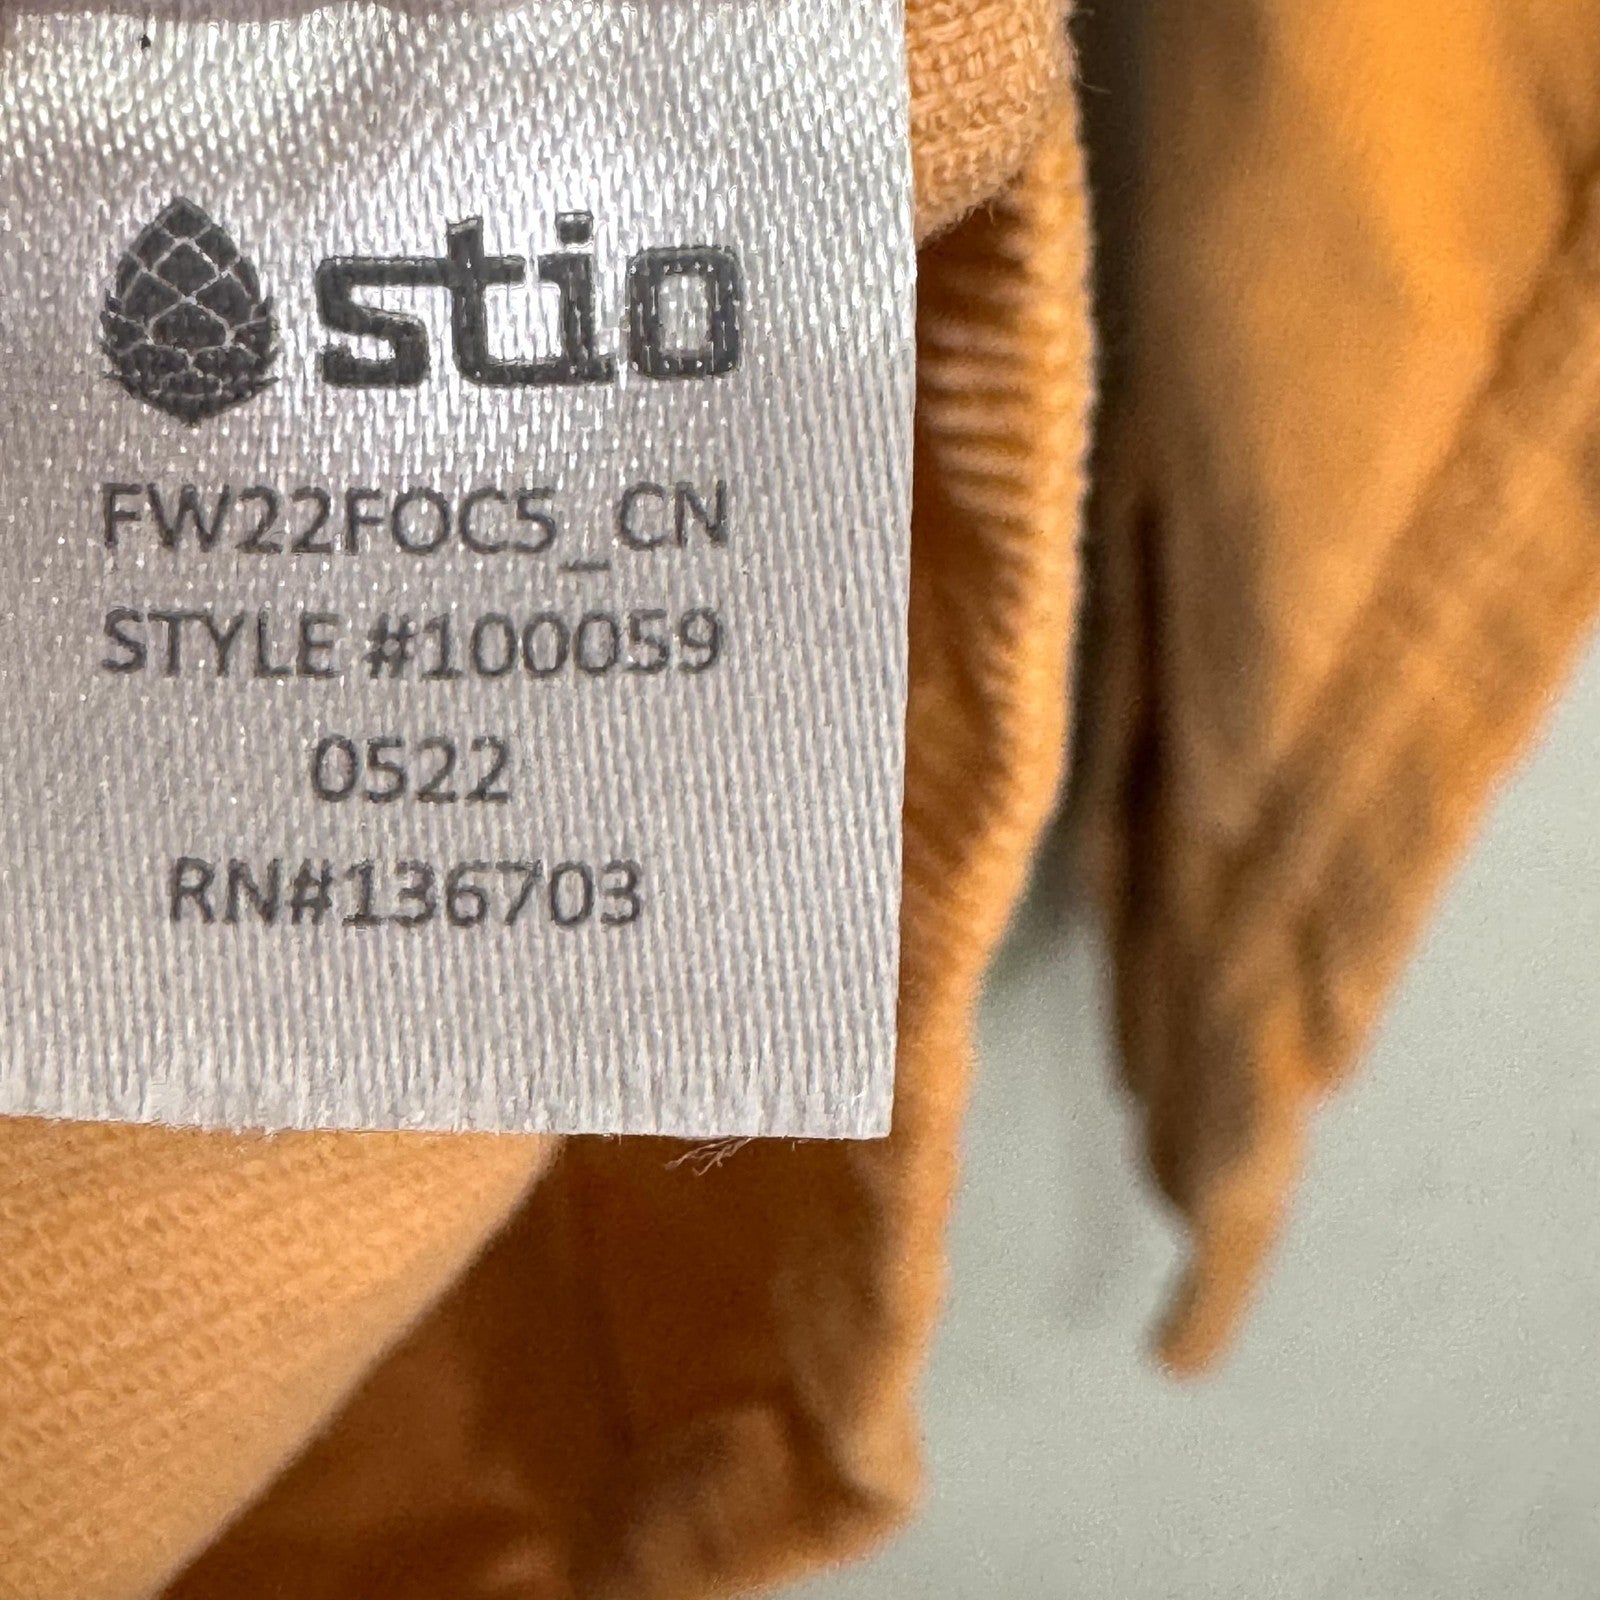 stio
FW22FOC5_CN
STYLE #100059
0522
RN#136703